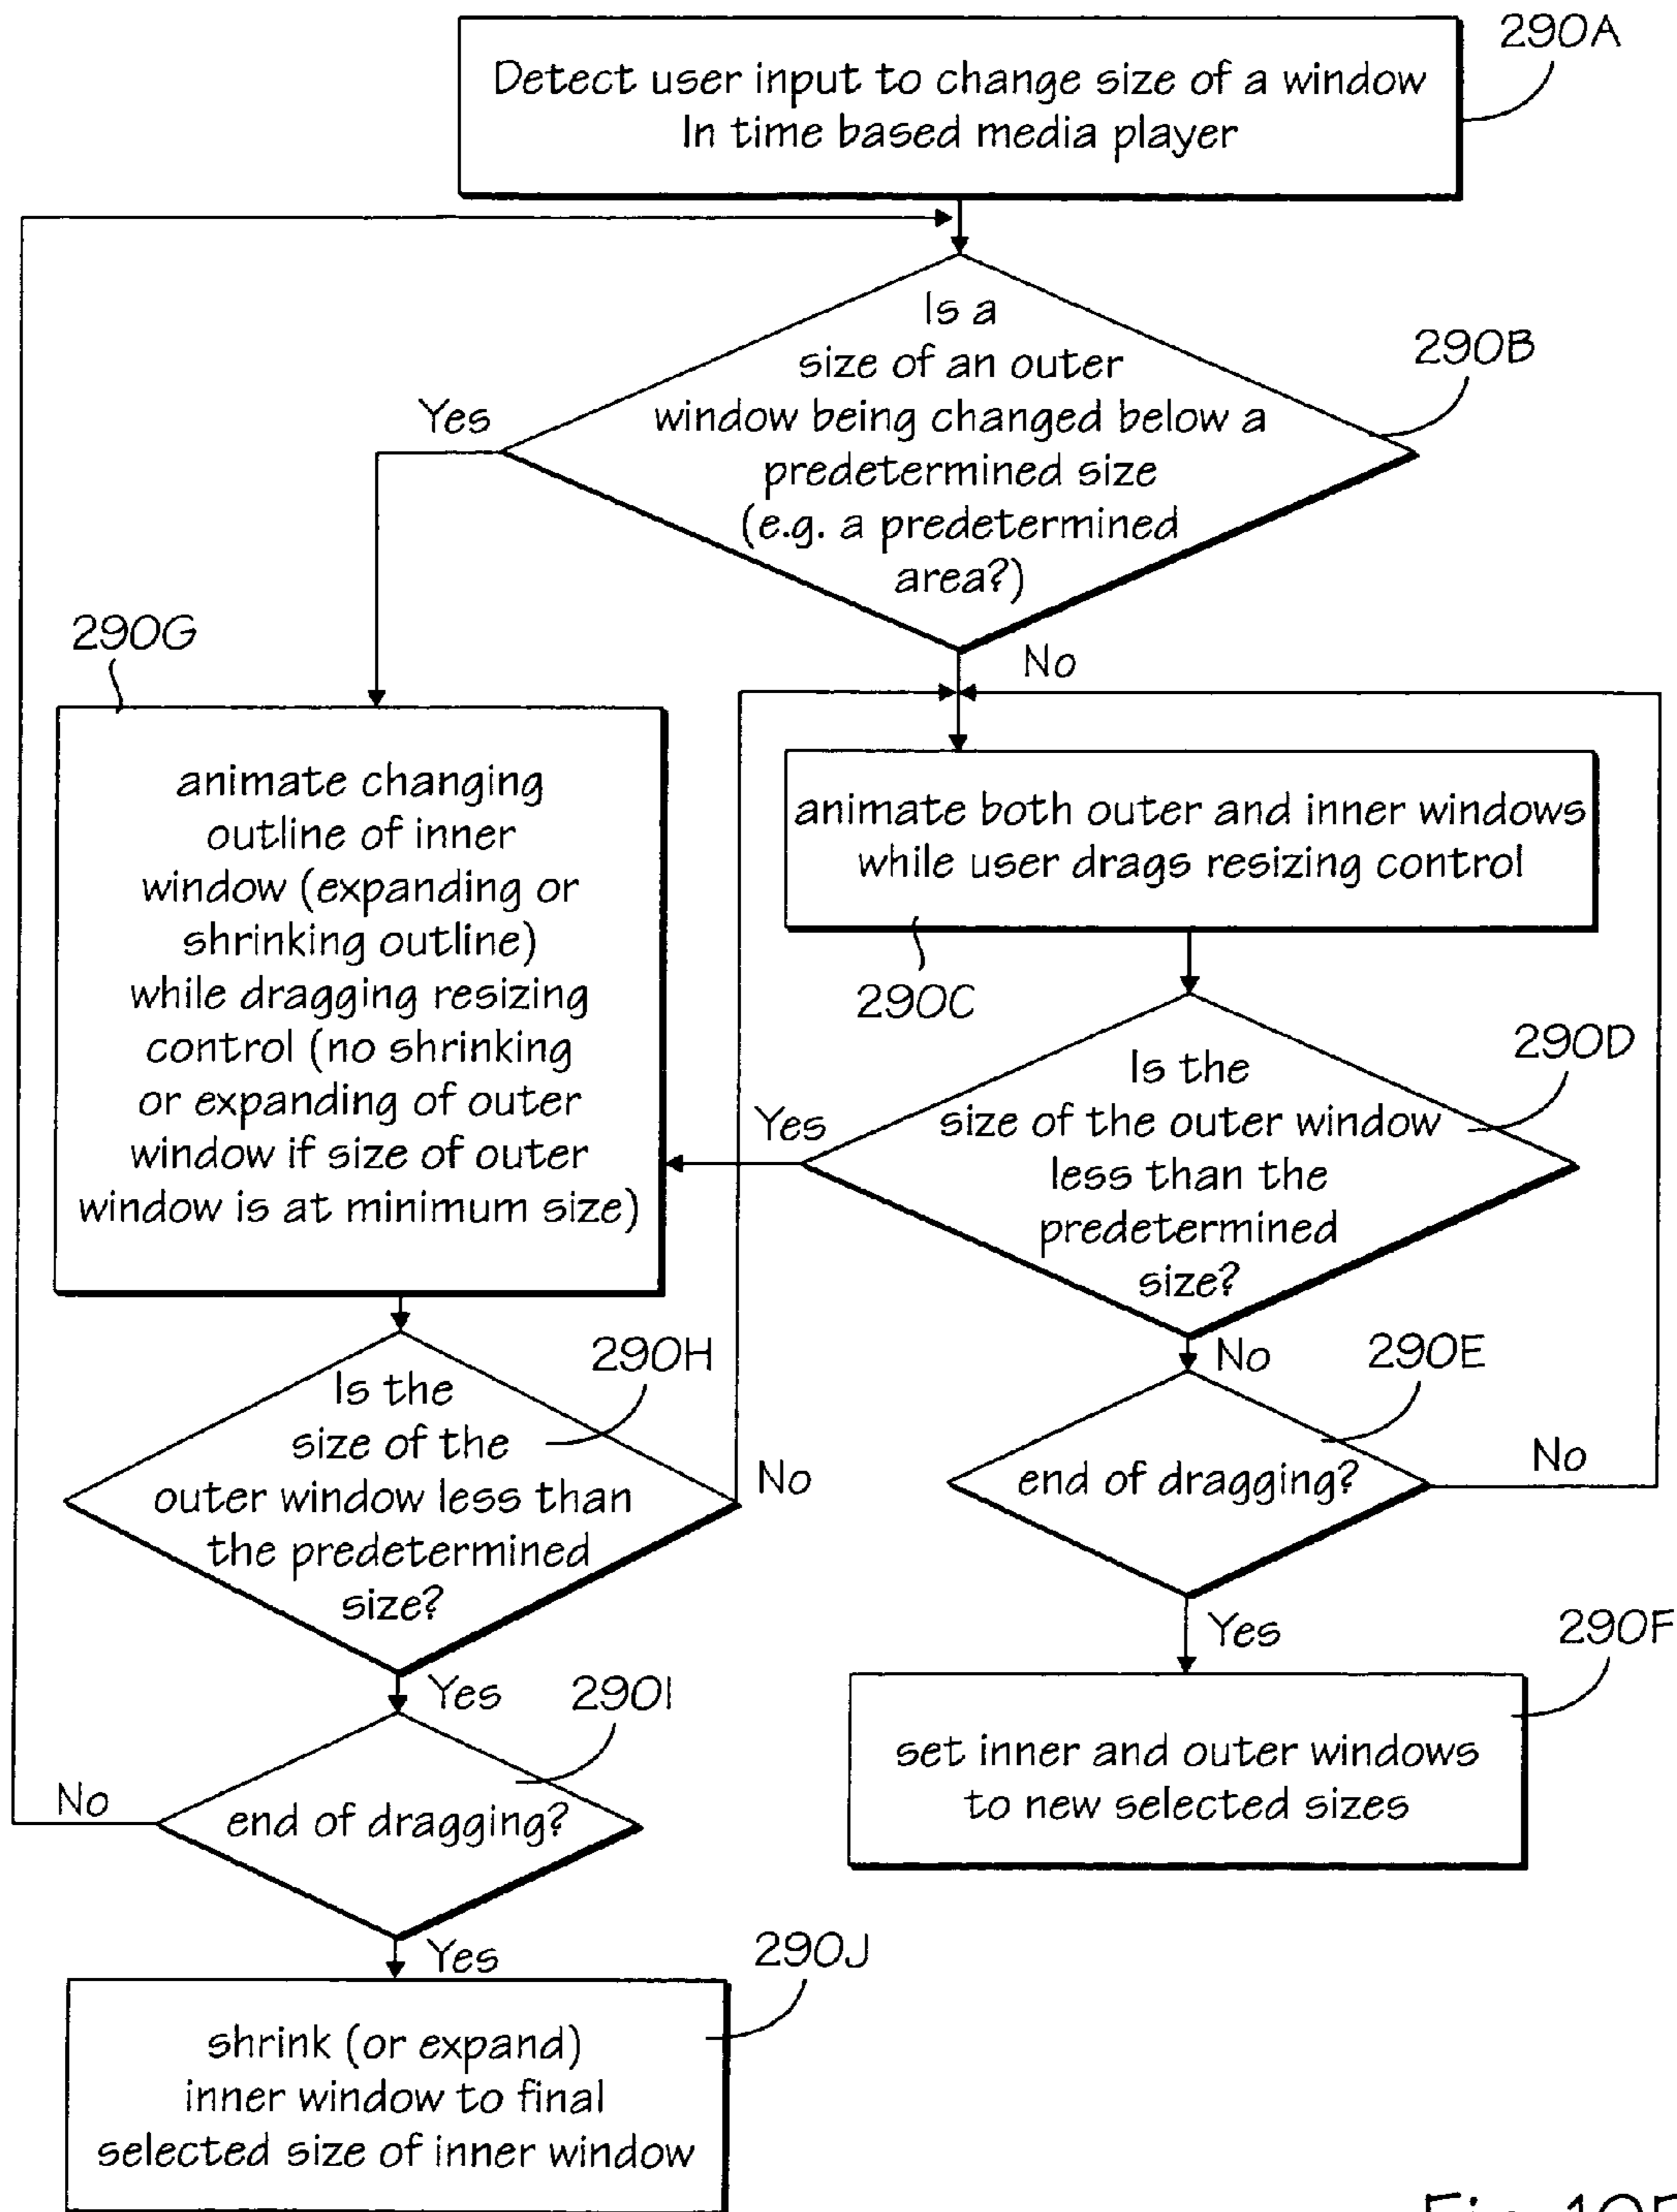 290A
Detect user input to change size of a window
In time based media player
Is a
size of an outer
window being changed below a
predetermined size
(e.g. a predetermined
area?)
290B
Yes
No
290G
animate changing
outline of inner
window (expanding or
shrinking outline)
while dragging resizing
control (no shrinking
or expanding of outer
window if size of outer
window is at minimum size)
animate both outer and inner windows
while user drags resizing control
290C
290D
Is the
size of the outer window
less than the
predetermined
size?
Yes
No
290E
end of dragging?
No
Yes
290F
set inner and outer windows
to new selected sizes
290H
Is the
size of the
outer window less than
the predetermined
size?
No
Yes
290I
end of dragging?
No
Yes
290J
shrink (or expand)
inner window to final
selected size of inner window